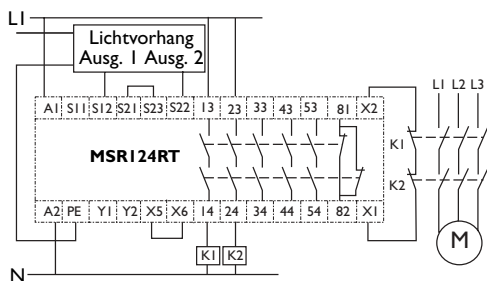 L1
Lichtvorhang
Ausg. 1 Ausg. 2
A1 S11 S12 S21 S23 S22 13 23 33 43 53 81 X2
L1 L2 L3
MSR124RT
K1
K2
A2 PE Y1 Y2 X5 X6 14 24 34 44 54 82 X1
K1 K2
M
N